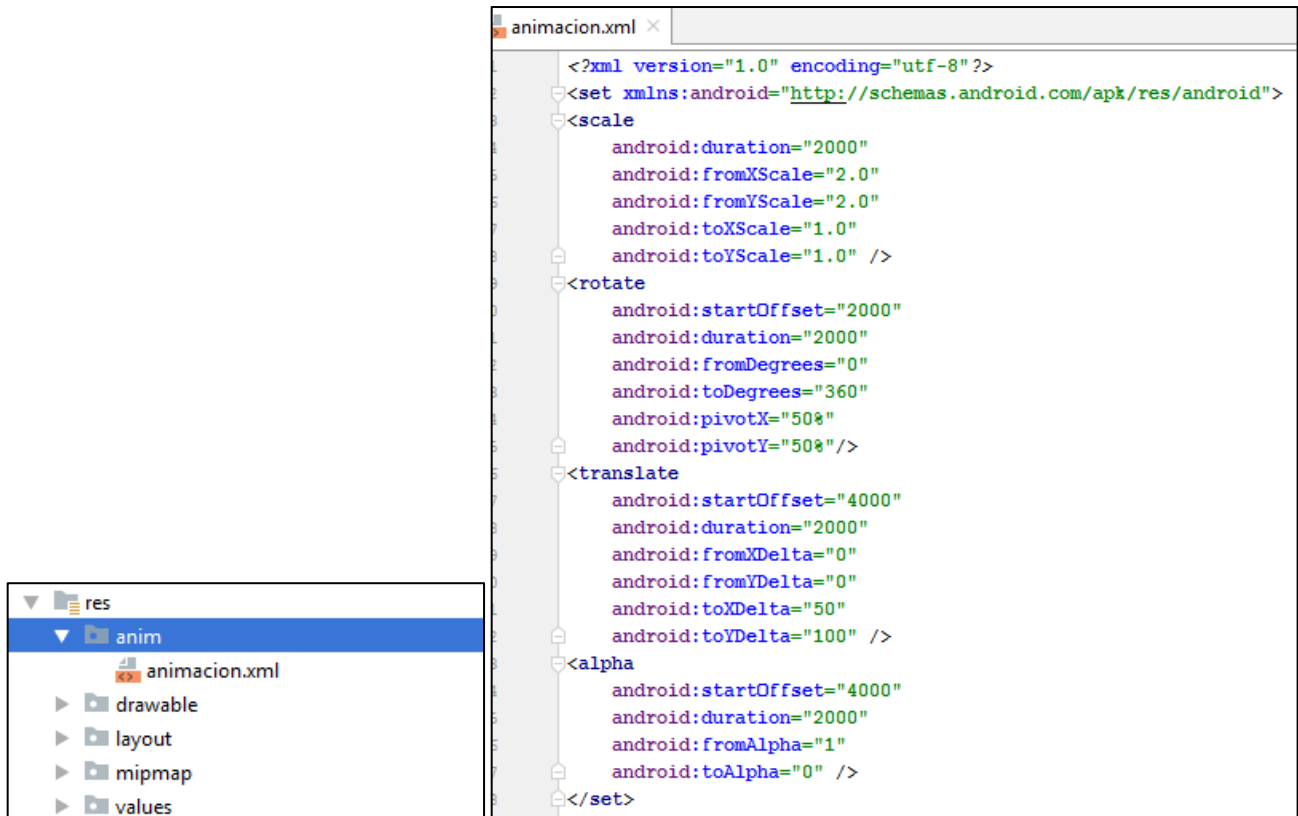 res
anim
animacion.xml
drawable
layout
mipmap
values
animacion.xml
<?xml version="1.0" encoding="utf-8"?>
<set xmlns:android="http://schemas.android.com/apk/res/android">
<scale
android:duration="2000"
android:fromXScale="2.0"
android:fromYScale="2.0"
android:toXScale="1.0"
android:toYScale="1.0" />
<rotate
android:startOffset="2000"
android:duration="2000"
android:fromDegrees="0"
android:toDegrees="360"
android:pivotX="50%"
android:pivotY="50%"/>
<translate
android:startOffset="4000"
android:duration="2000"
android:fromXDelta="0"
android:fromYDelta="0"
android:toXDelta="50"
android:toYDelta="100" />
<alpha
android:startOffset="4000"
android:duration="2000"
android:fromAlpha="1"
android:toAlpha="0" />
</set>